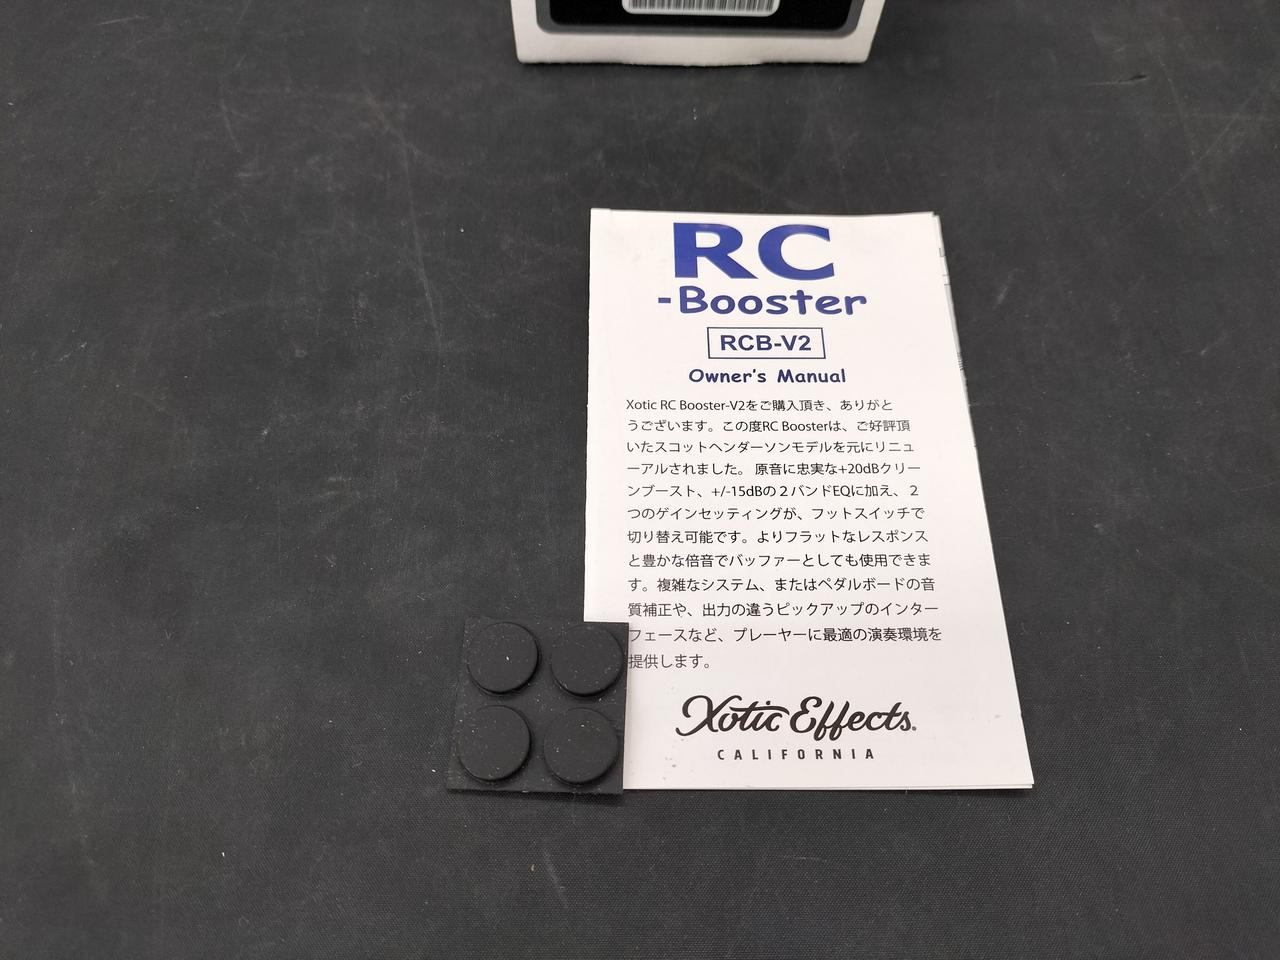 RC
-Booster
RCB-V2
Owner's Manual
Xotic RC Booster-V2をご購入頂き、ありがと
うございます。この度RC Boosterは、ご好評頂
いたスコットヘンダーソンモデルを元にリニュ
ーアルされました。 原音に忠実な+20dBクリー
ンブースト、+/-15dBの２バンドEQに加え、２
つのゲインセッティングが、フットスイッチで
切り替え可能です。よりフラットなレスポンス
と豊かな倍音でバッファーとしても使用できま
す。複雑なシステム、またはペダルボードの音
質補正や、出力の違うピックアップのインター
フェースなど、プレーヤーに最適の演奏環境を
提供します。
Xotic Effects.
CALIFORNIA